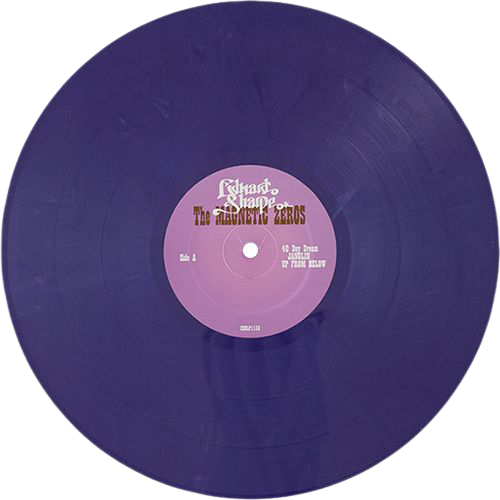 Edward
Sharpe
The MAGNETIC ZEROS
Side A
40 Day Dream
JANGLIN
UP FROM BELOW